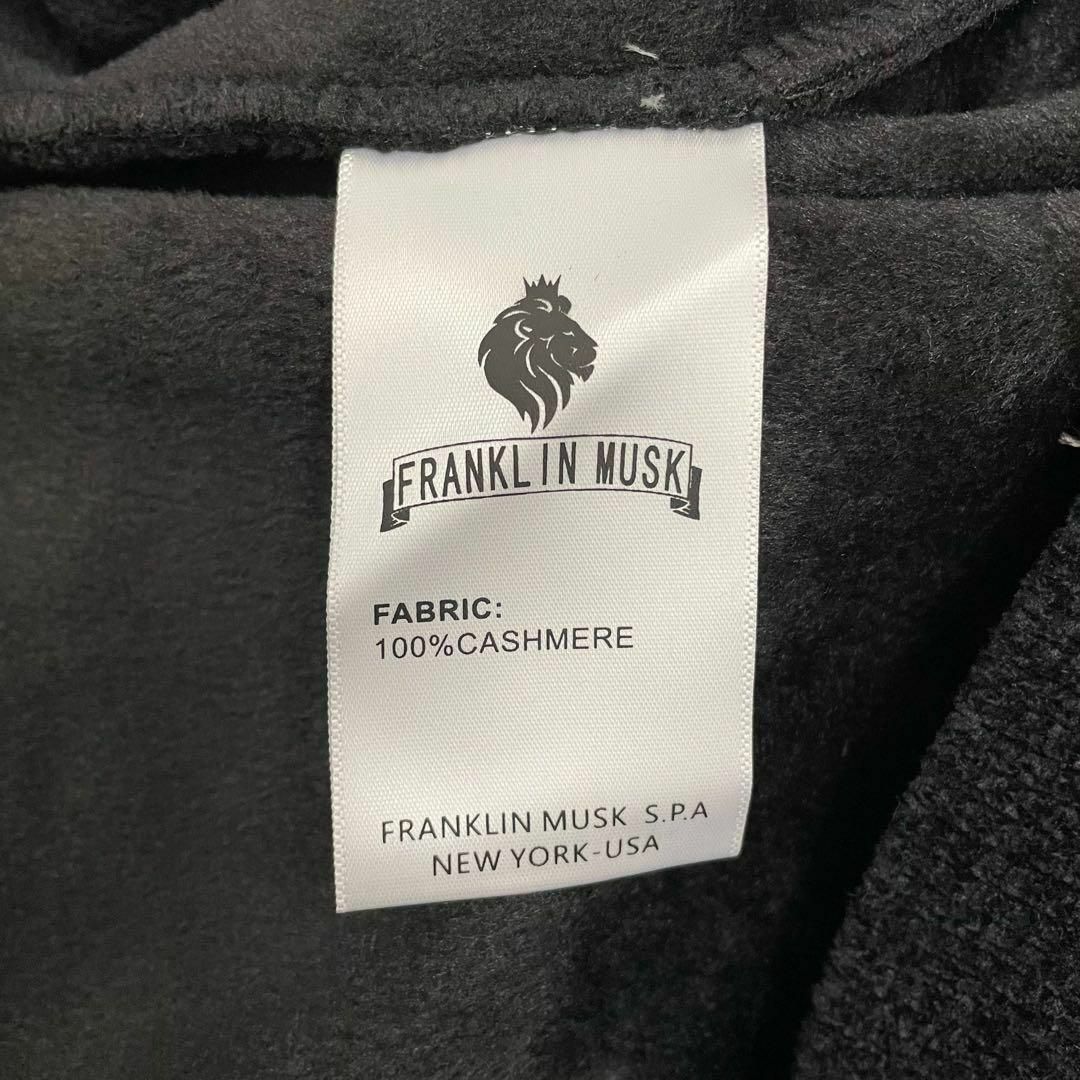 FRANKLIN MUSK
FABRIC:
100%CASHMERE
FRANKLIN MUSK S.P.A
NEW YORK-USA